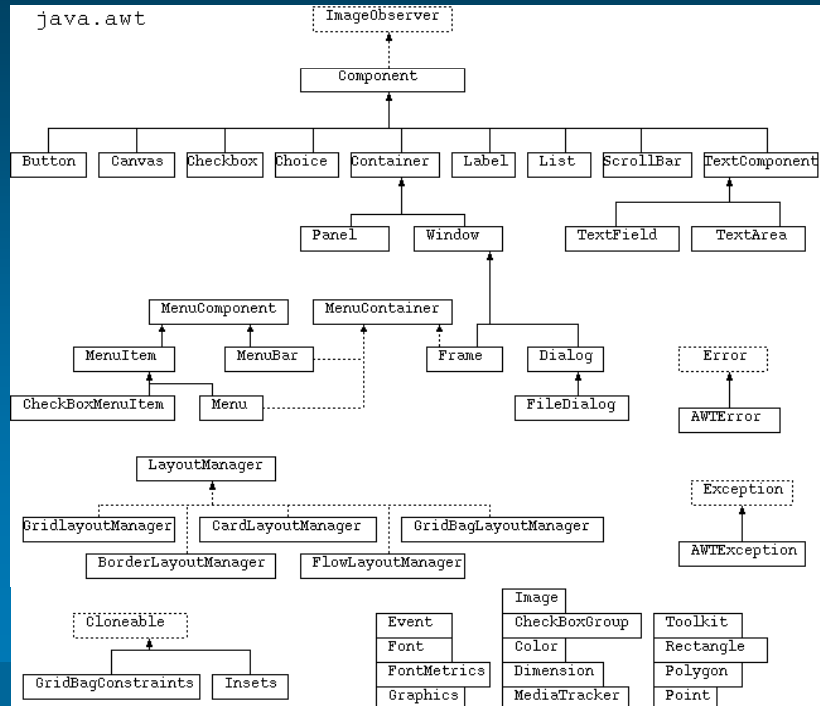 java.awt
ImageObserver
Component
Button Canvas Checkbox Choice Container Label List ScrollBar TextComponent
Panel Window TextField TextArea
MenuComponent MenuContainer
MenuItem MenuBar Frame Dialog Error
CheckBoxMenuItem Menu FileDialog AWTError
LayoutManager
Exception
GridlayoutManager CardLayoutManager GridBagLayoutManager
BorderLayoutManager FlowLayoutManager AWTException
Image
Cloneable Event CheckBoxGroup Toolkit
Font Color Rectangle
FontMetrics Dimension Polygon
GridBagConstraints Insets Graphics MediaTracker Point